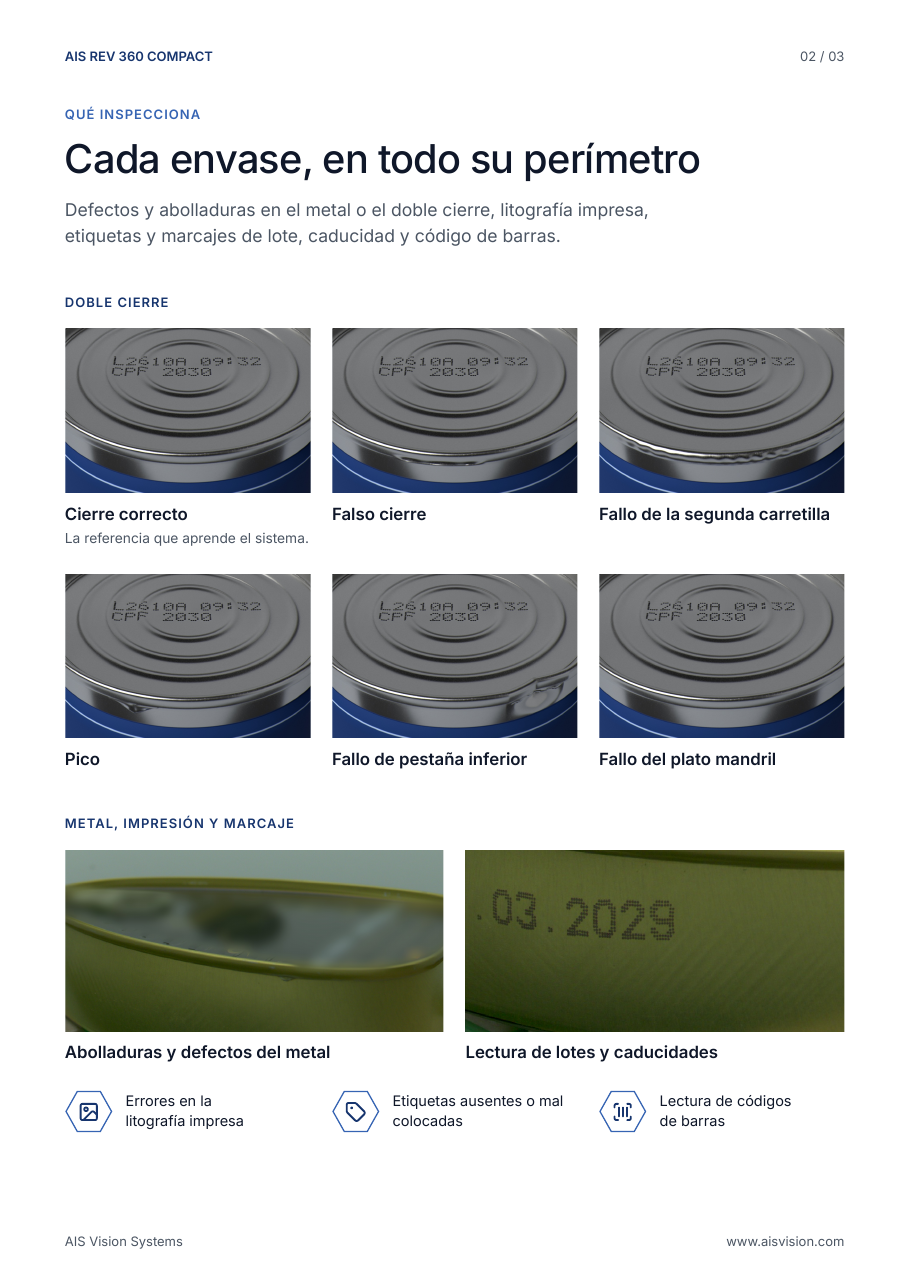 AIS REV 360 COMPACT
02 / 03
QUÉ INSPECCIONA
Cada envase, en todo su perímetro
Defectos y abolladuras en el metal o el doble cierre, litografía impresa,
etiquetas y marcajes de lote, caducidad y código de barras.
DOBLE CIERRE
L2610A 09:32
CPF 2030
L2610A 09:32
CPF 2030
L2610A 09:32
CPF 2030
Cierre correcto
La referencia que aprende el sistema.
Falso cierre
Fallo de la segunda carretilla
L2610A 09:32
CPF 2030
L2610A 09:32
CPF 2030
L2610A 09:32
CPF 2030
Pico
Fallo de pestaña inferior
Fallo del plato mandril
METAL, IMPRESIÓN Y MARCAJE
.03.2029
Abolladuras y defectos del metal
Lectura de lotes y caducidades
Errores en la
litografía impresa
Etiquetas ausentes o mal
colocadas
Lectura de códigos
de barras
AIS Vision Systems
www.aisvision.com